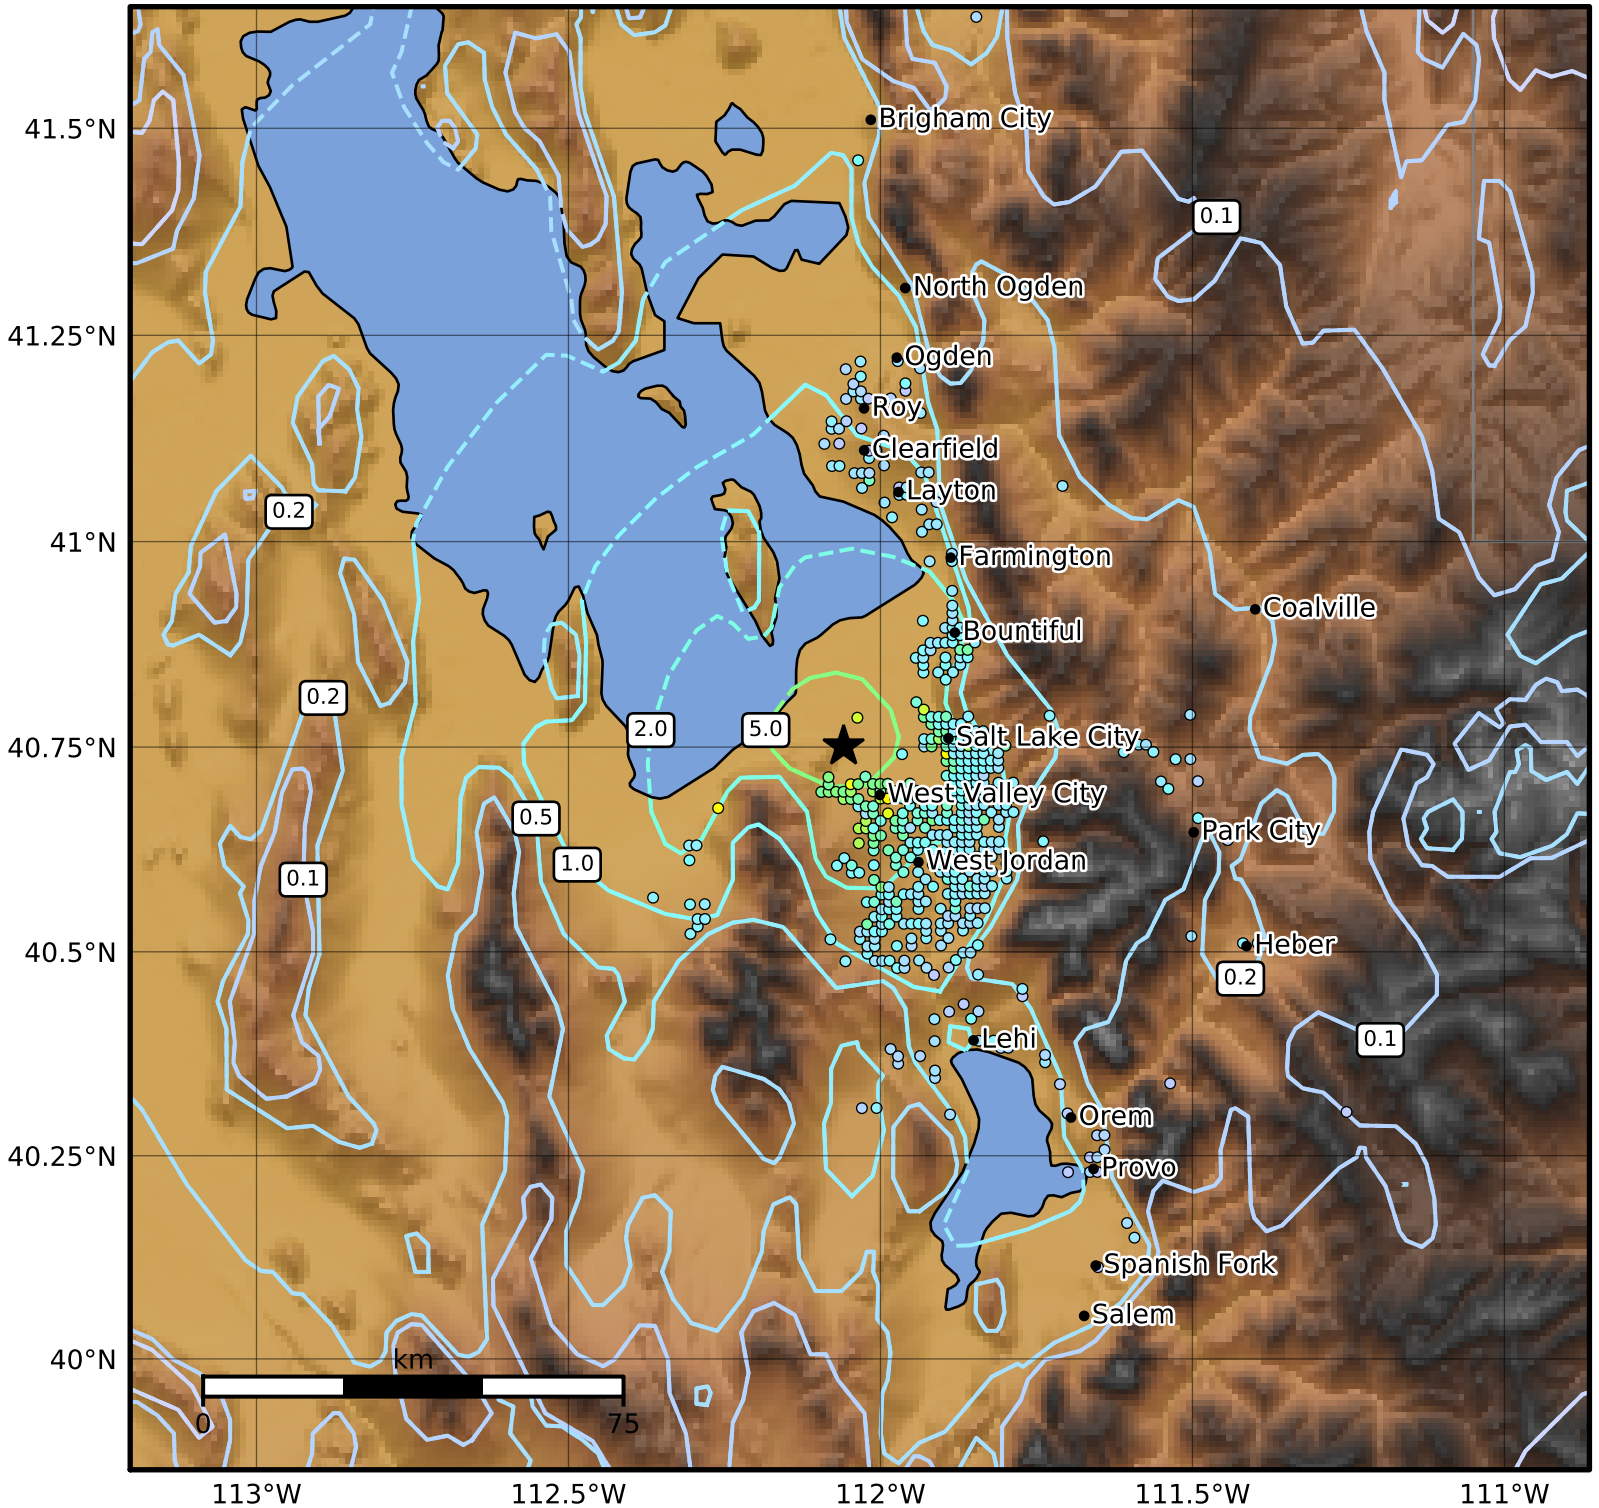 41.5°N
Brigham City
0.1
North Ogden
41.25°N
Ogden
Roy
Clearfield
Layton
0.2
41°N
Farmington
Coalville
Bountiful
0.2
2.0
5.0
40.75°N
Salt Lake City
West Valley City
0.5
Park City
1.0
West Jordan
0.1
40.5°N
Heber
0.2
Lehi
0.1
Orem
40.25°N
Provo
Spanish Fork
Salem
40°N
km
0
75
113°W
112.5°W
112°W
111.5°W
111°W